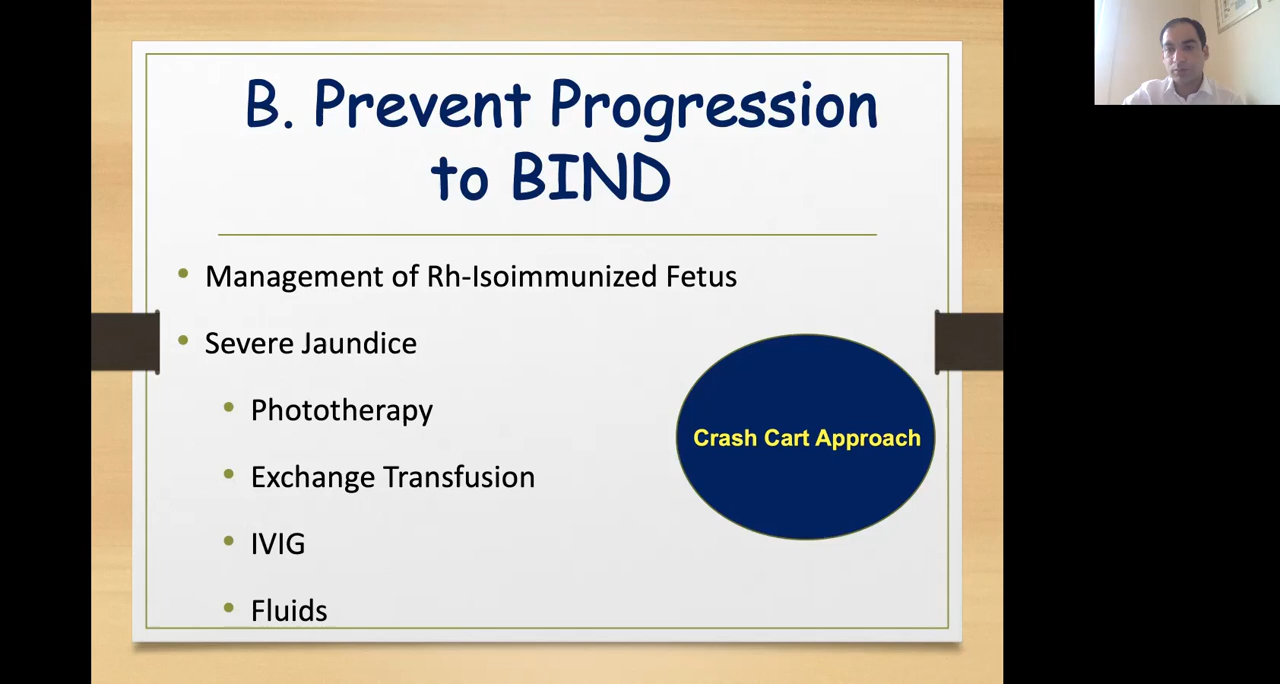 B. Prevent Progression
to BIND
Management of Rh-Isoimmunized Fetus
Severe Jaundice
Phototherapy
Exchange Transfusion
IVIG
Fluids
Crash Cart Approach